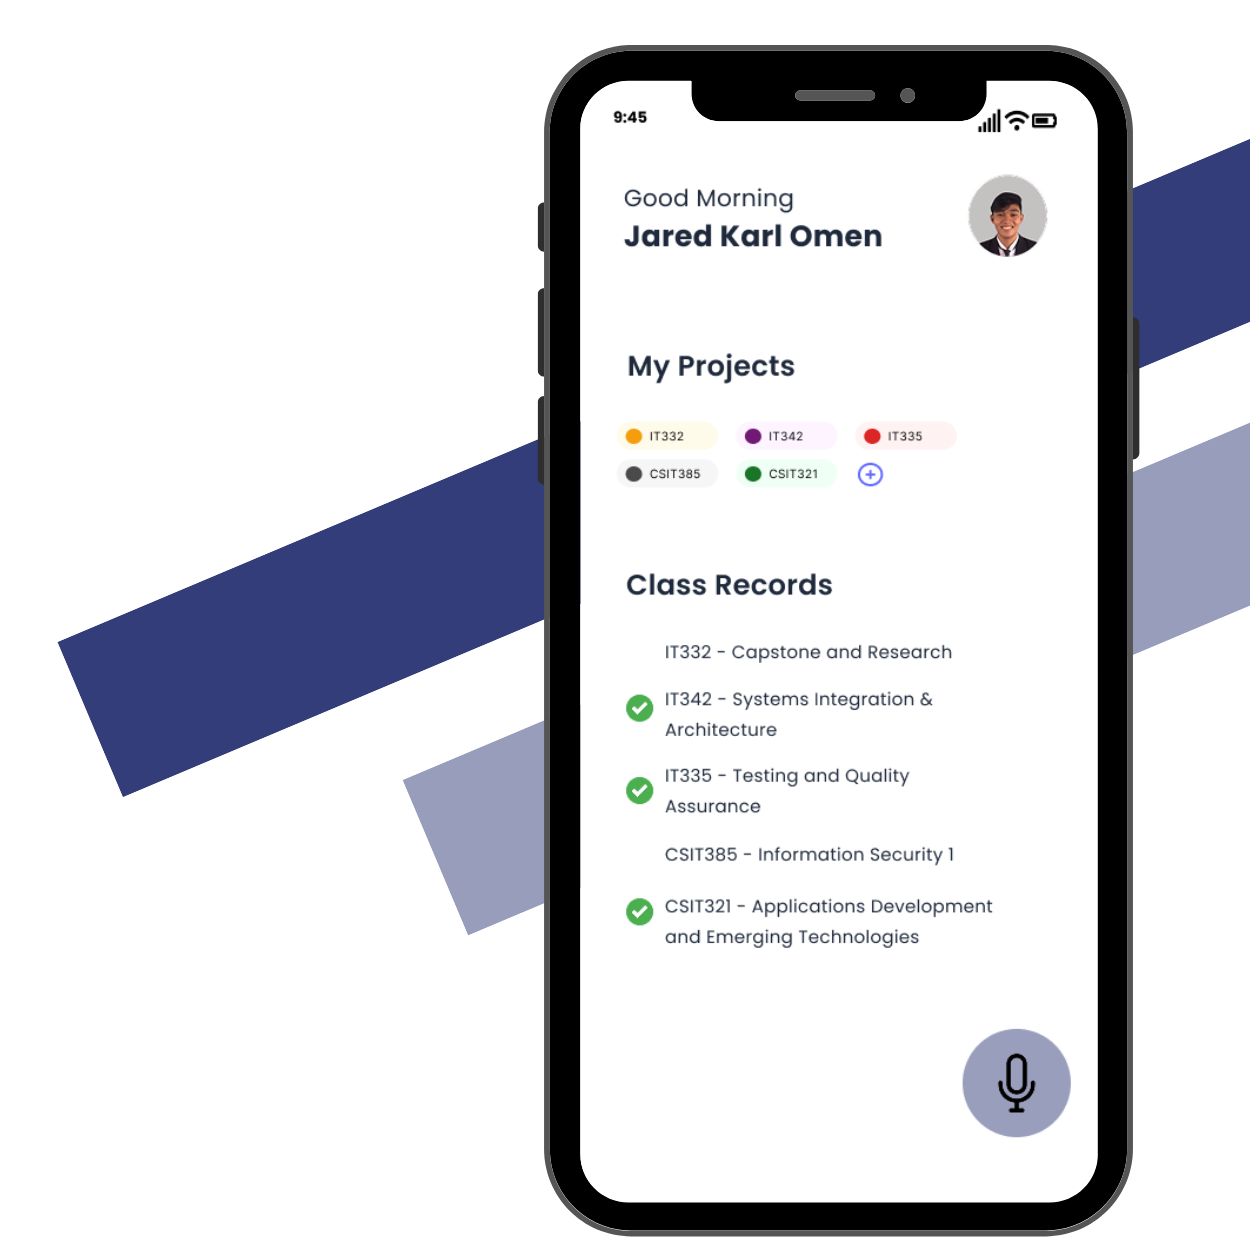 9:45
Good Morning
Jared Karl Omen
My Projects
IT332
IT342
IT335
CSIT385
CSIT321
Class Records
IT332 - Capstone and Research
IT342 - Systems Integration &
Architecture
IT335 - Testing and Quality
Assurance
CSIT385 - Information Security 1
CSIT321 - Applications Development
and Emerging Technologies